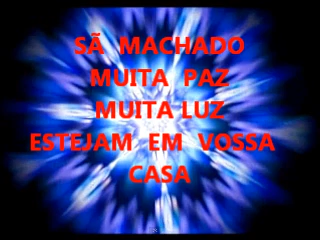 SÃ MACHADO
MUITA PAZ
MUITA LUZ
ESTEJAM EM VOSSA
CASA